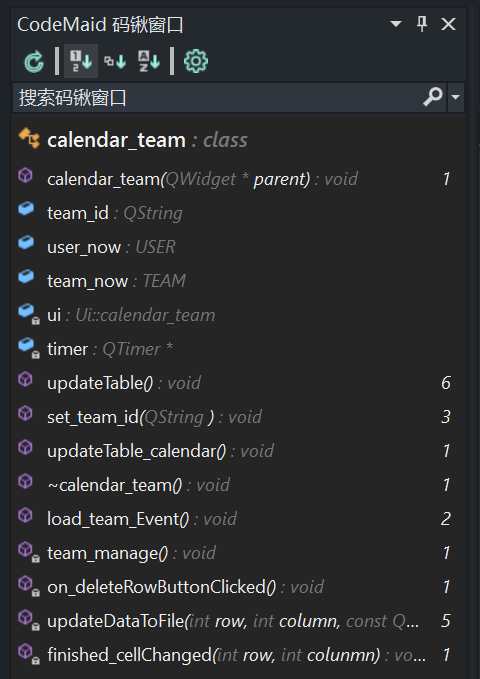 CodeMaid 码锹窗口
搜索码锹窗口
calendar_team : class
calendar_team(QWidget * parent) : void 1
team_id : QString
user_now : USER
team_now : TEAM
ui : Ui::calendar_team
timer : QTimer *
updateTable() : void 6
set_team_id(QString ) : void 3
updateTable_calendar() : void 1
~calendar_team() : void 1
load_team_Event() : void 2
team_manage() : void 1
on_deleteRowButtonClicked() : void 1
updateDataToFile(int row, int column, const Q... 5
finished_cellChanged(int row, int colunmn) : vo... 1